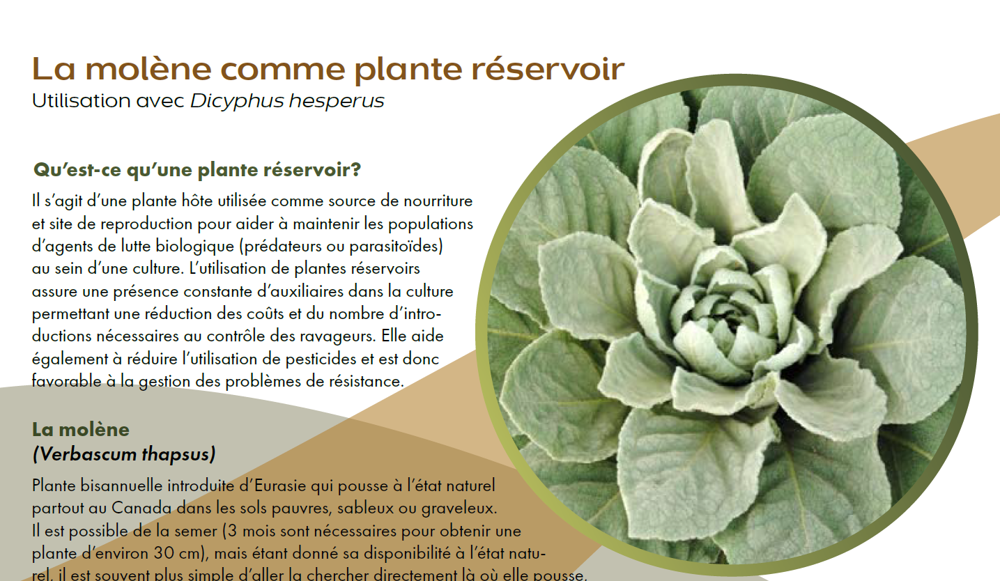 La molène comme plante réservoir
Utilisation avec Dicyphus hesperus
Qu’est-ce qu’une plante réservoir?
Il s’agit d’une plante hôte utilisée comme source de nourriture
et site de reproduction pour aider à maintenir les populations
d’agents de lutte biologique (prédateurs ou parasitoïdes)
au sein d’une culture. L’utilisation de plantes réservoirs
assure une présence constante d’auxiliaires dans la culture
permettant une réduction des coûts et du nombre d’intro-
ductions nécessaires au contrôle des ravageurs. Elle aide
également à réduire l’utilisation de pesticides et est donc
favorable à la gestion des problèmes de résistance.
La molène
(Verbascum thapsus)
Plante bisannuelle introduite d’Eurasie qui pousse à l’état naturel
partout au Canada dans les sols pauvres, sableux ou graveleux.
Il est possible de la semer (3 mois sont nécessaires pour obtenir une
plante d’environ 30 cm), mais étant donné sa disponibilité à l’état natu-
rel, il est souvent plus simple d’aller la chercher directement là où elle pousse,